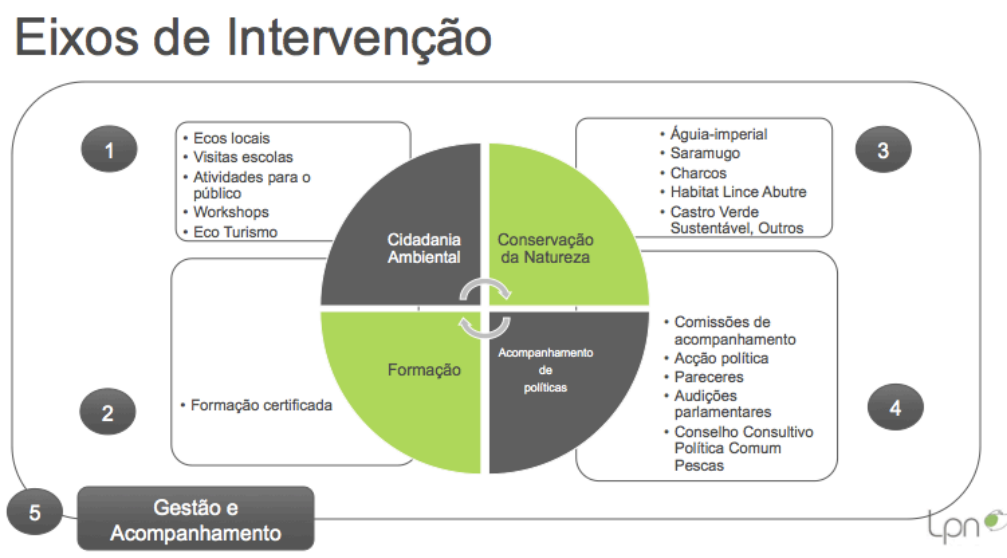 Eixos de Intervenção
1
• Ecos locais
• Visitas escolas
• Atividades para o
público
• Workshops
• Eco Turismo
Cidadania
Ambiental
Conservação
da Natureza
• Águia-imperial
• Saramugo
• Charcos
• Habitat Lince Abutre
• Castro Verde
Sustentável, Outros
3
2
• Formação certificada
Formação
Acompanhamento
de
políticas
• Comissões de
acompanhamento
• Acção política
• Pareceres
• Audições
parlamentares
• Conselho Consultivo
Política Comum
Pescas
4
5
Gestão e
Acompanhamento
lpn